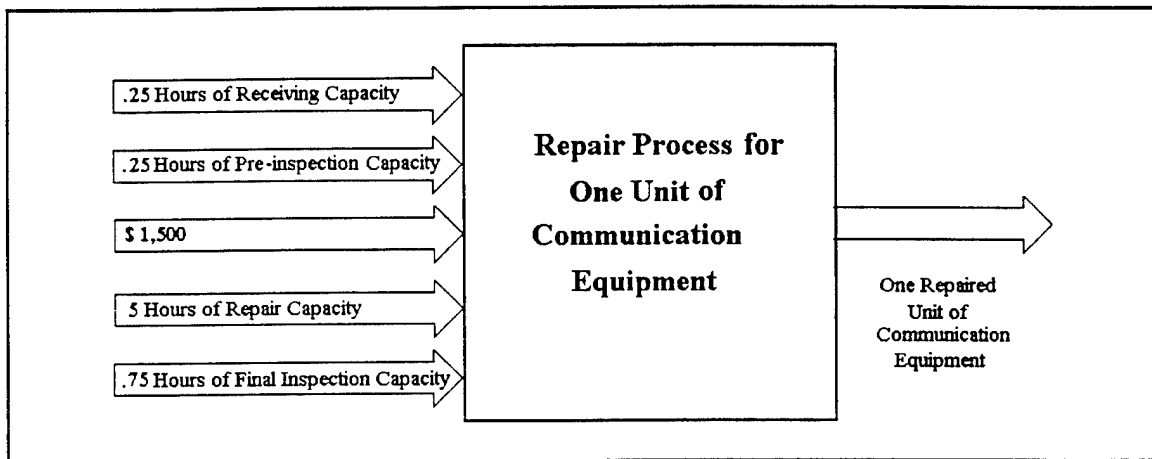 .25 Hours of Receiving Capacity
.25 Hours of Pre-inspection Capacity
$ 1,500
5 Hours of Repair Capacity
.75 Hours of Final Inspection Capacity
Repair Process for
One Unit of
Communication
Equipment
One Repaired
Unit of
Communication
Equipment